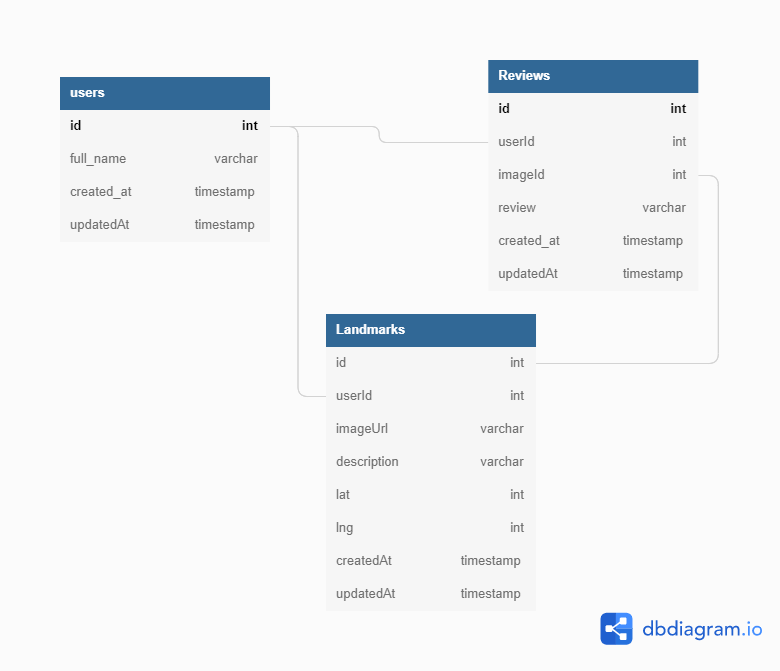 users
id int
full_name varchar
created_at timestamp
updatedAt timestamp
Reviews
id int
userId int
imageId int
review varchar
created_at timestamp
updatedAt timestamp
Landmarks
id int
userId int
imageUrl varchar
description varchar
lat int
lng int
createdAt timestamp
updatedAt timestamp
dbdiagram.io